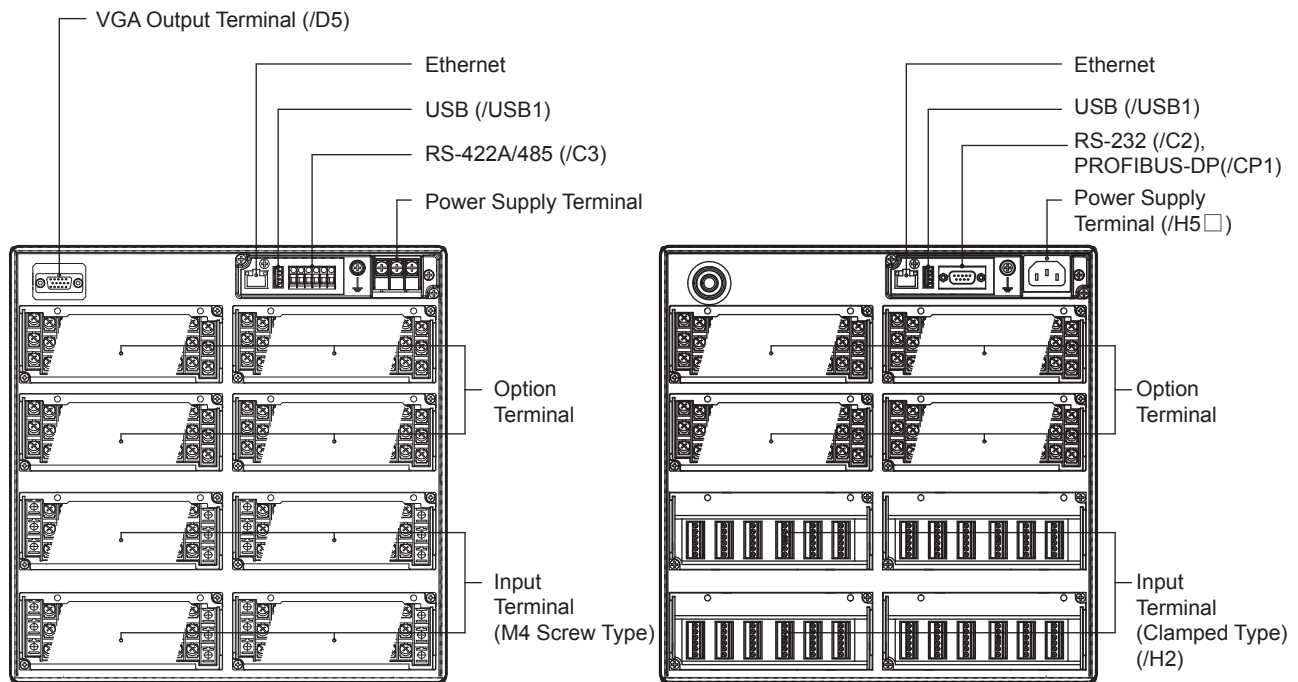 VGA Output Terminal (/D5)
Ethernet
USB (/USB1)
RS-422A/485 (/C3)
Power Supply Terminal
Option
Terminal
Input
Terminal
(M4 Screw Type)
Ethernet
USB (/USB1)
RS-232 (/C2),
PROFIBUS-DP(/CP1)
Power Supply
Terminal (/H5□)
Option
Terminal
Input
Terminal
(Clamped Type)
(/H2)